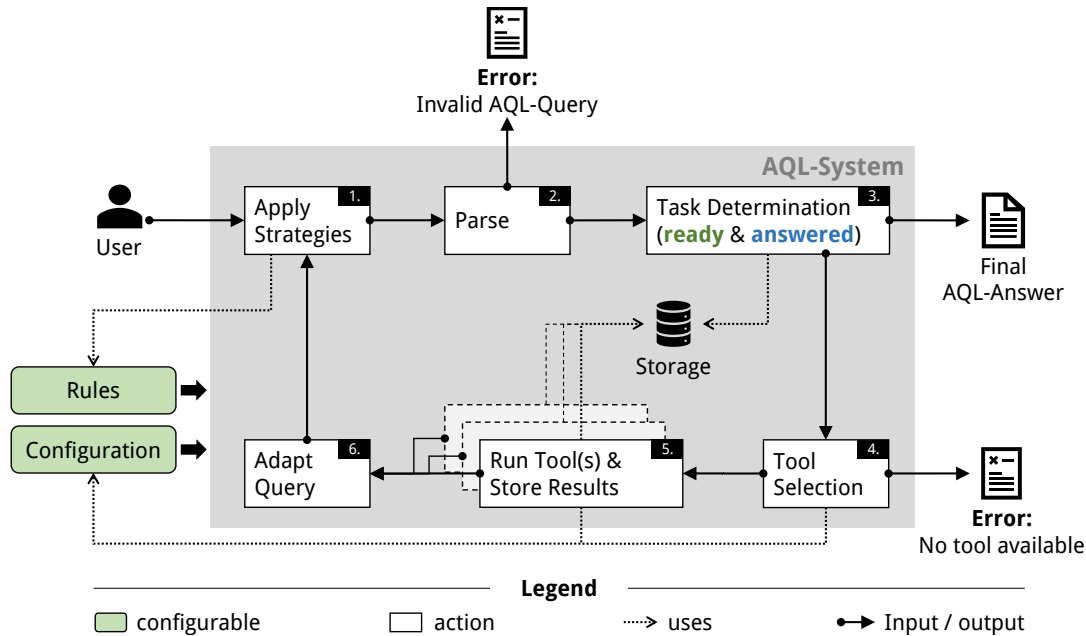 Error:
Invalid AQL-Query
AQL-System
1.
Apply
Strategies
2.
Parse
3.
Task Determination
(ready & answered)
User
Final
AQL-Answer
Storage
Rules
Configuration
6.
Adapt
Query
5.
Run Tool(s) &
Store Results
4.
Tool
Selection
Error:
No tool available
Legend
configurable
action
uses
Input / output